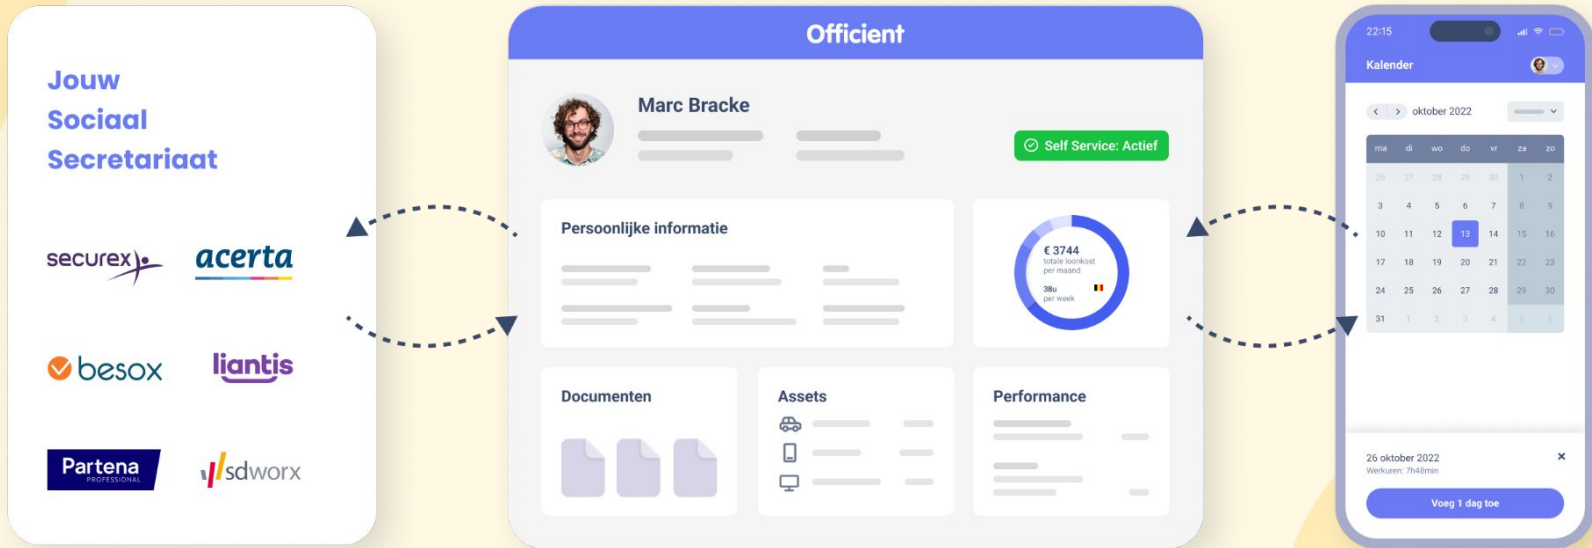 Jouw
Sociaal
Secretariaat
securex
acerta
besox
liantis
Partena
PROFESSIONAL
sdworx
Officient
Marc Bracke
Self Service: Actief
Persoonlijke informatie
€ 3744
totale loonkost
per maand
38u
per week
Documenten
Assets
Performance
22:15
Kalender
oktober 2022
ma di wo do vr za zo
26 27 28 29 30 1 2
3 4 5 6 7 8 9
10 11 12 13 14 15 16
17 18 19 20 21 22 23
24 25 26 27 28 29 30
31 1 2 3 4 5 6
26 oktober 2022
Werkuren: 7h48min
Voeg 1 dag toe